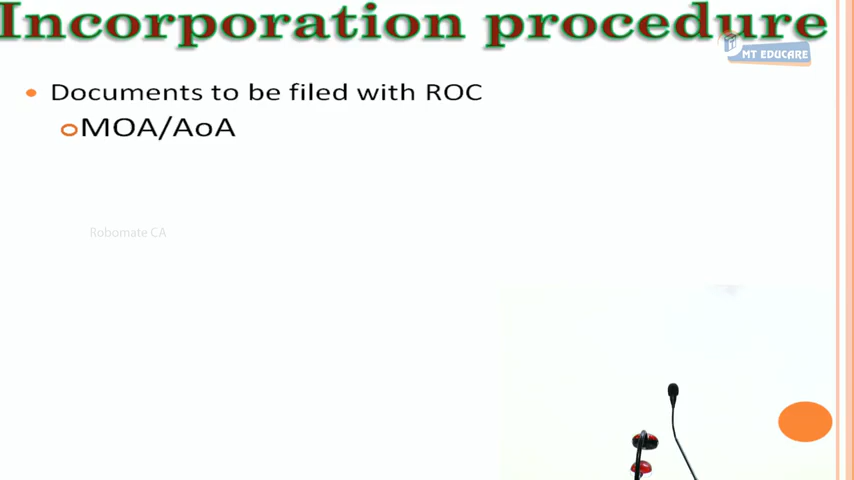 Incorporation procedure
MT EDUCARE
Documents to be filed with ROC
MOA/AoA
Robomate CA